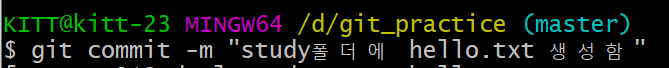 KITT@kitt-23 MINGW64 /d/git_practice (master)
$ git commit -m "study폴더에 hello.txt 생성함"